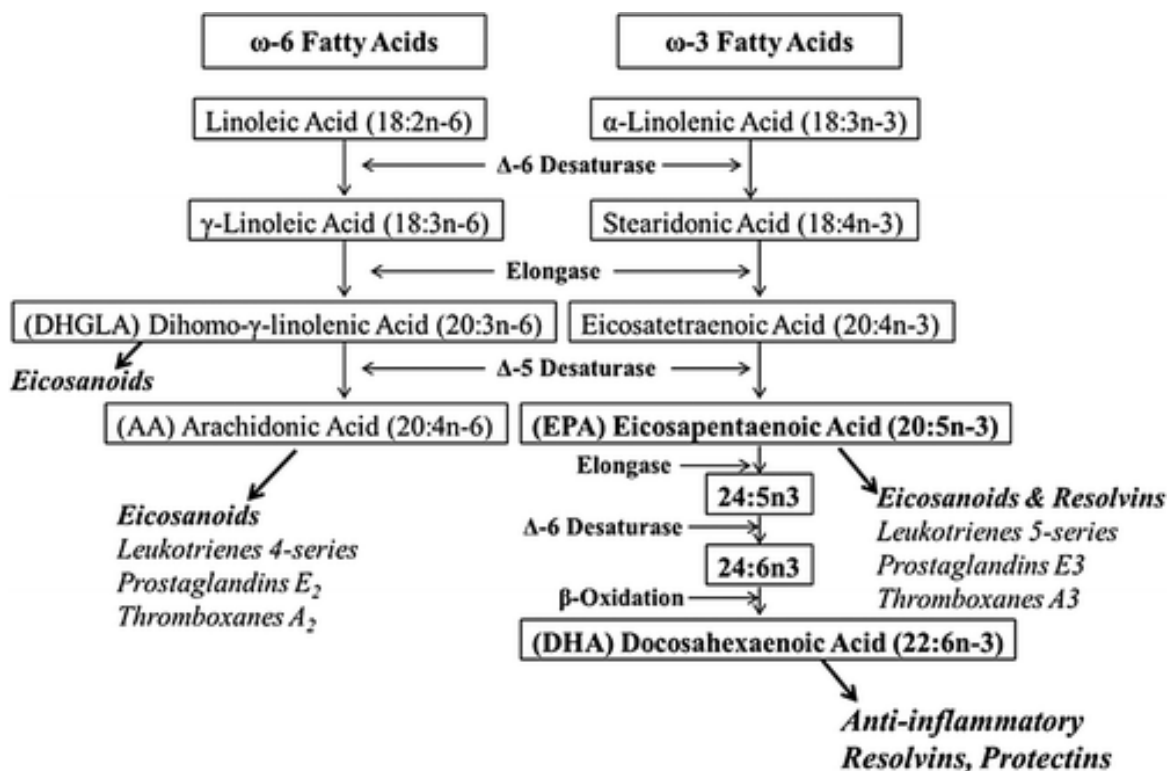 ω-6 Fatty Acids
ω-3 Fatty Acids
Linoleic Acid (18:2n-6)
α-Linolenic Acid (18:3n-3)
Δ-6 Desaturase
γ-Linoleic Acid (18:3n-6)
Stearidonic Acid (18:4n-3)
Elongase
(DHGLA) Dihomo-γ-linolenic Acid (20:3n-6)
Eicosatetraenoic Acid (20:4n-3)
Eicosanoids
Δ-5 Desaturase
(AA) Arachidonic Acid (20:4n-6)
(EPA) Eicosapentaenoic Acid (20:5n-3)
Elongase
24:5n3
Δ-6 Desaturase
24:6n3
β-Oxidation
Eicosanoids
Leukotrienes 4-series
Prostaglandins E₂
Thromboxanes A₂
Eicosanoids & Resolvins
Leukotrienes 5-series
Prostaglandins E3
Thromboxanes A3
(DHA) Docosahexaenoic Acid (22:6n-3)
Anti-inflammatory
Resolvins, Protectins